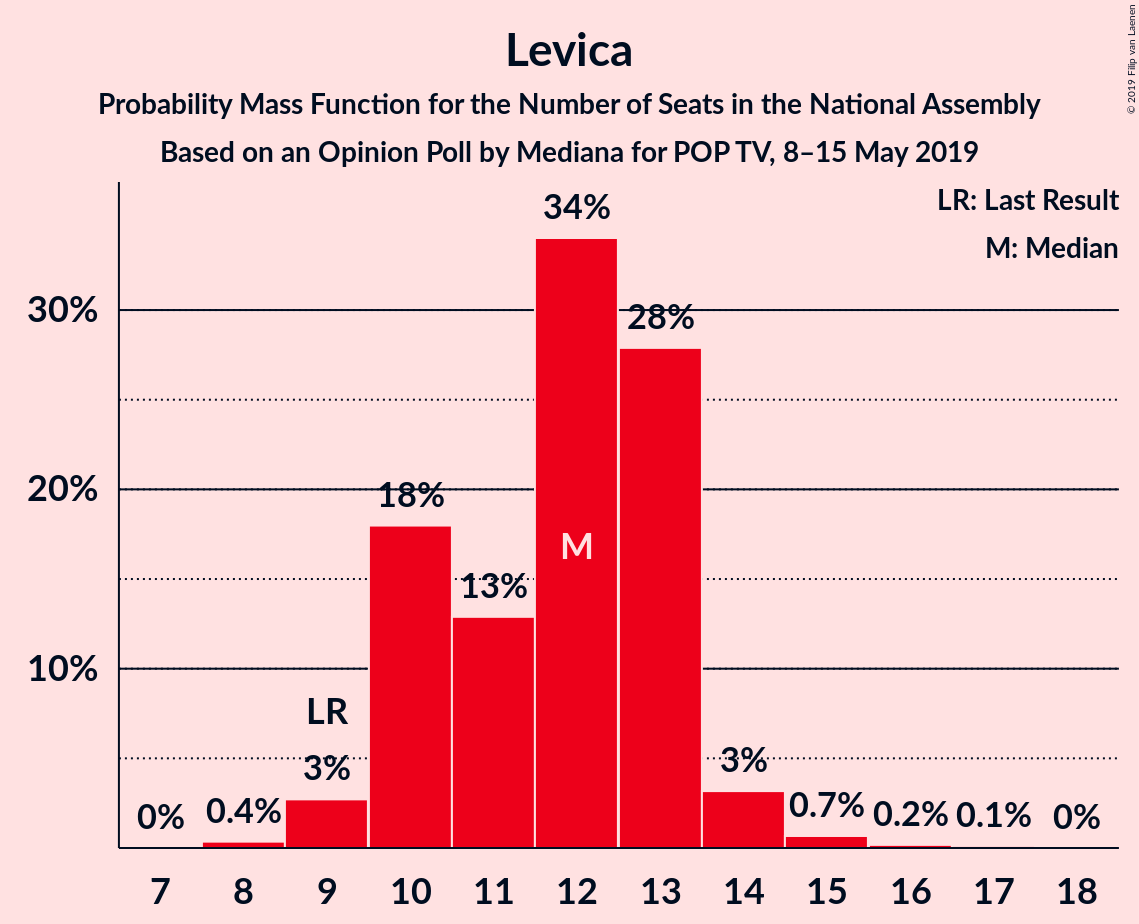 Levica
Probability Mass Function for the Number of Seats in the National Assembly
Based on an Opinion Poll by Mediana for POP TV, 8–15 May 2019
© 2019 Filip van Laenen
LR: Last Result
M: Median
30%
20%
10%
0%
0.4%
LR
3%
18%
13%
34%
M
28%
3%
0.7%
0.2%
0.1%
0%
7 8 9 10 11 12 13 14 15 16 17 18